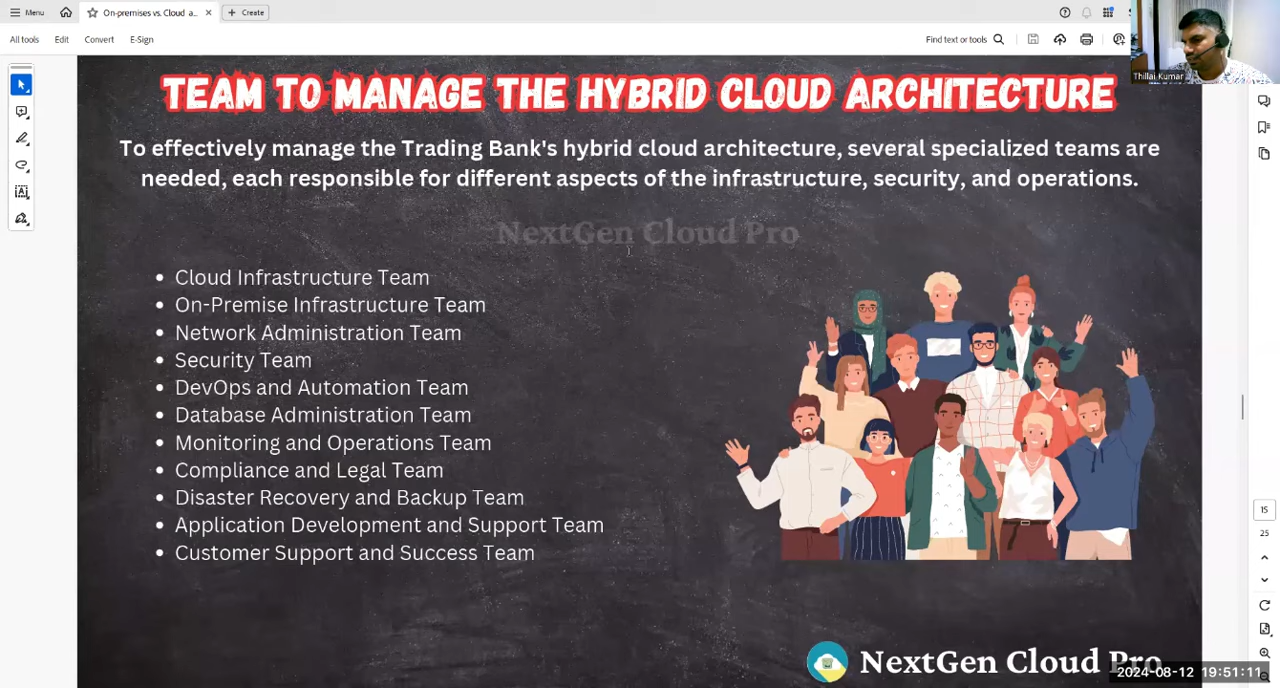 Menu
On-premises vs. Cloud a...
Create
All tools
Edit
Convert
E-Sign
Find text or tools
Thillai Kumar
TEAM TO MANAGE THE HYBRID CLOUD ARCHITECTURE
To effectively manage the Trading Bank's hybrid cloud architecture, several specialized teams are
needed, each responsible for different aspects of the infrastructure, security, and operations.
NextGen Cloud Pro
• Cloud Infrastructure Team
• On-Premise Infrastructure Team
• Network Administration Team
• Security Team
• DevOps and Automation Team
• Database Administration Team
• Monitoring and Operations Team
• Compliance and Legal Team
• Disaster Recovery and Backup Team
• Application Development and Support Team
• Customer Support and Success Team
15
25
NextGen Cloud Pro
2024-08-12 19:51:11